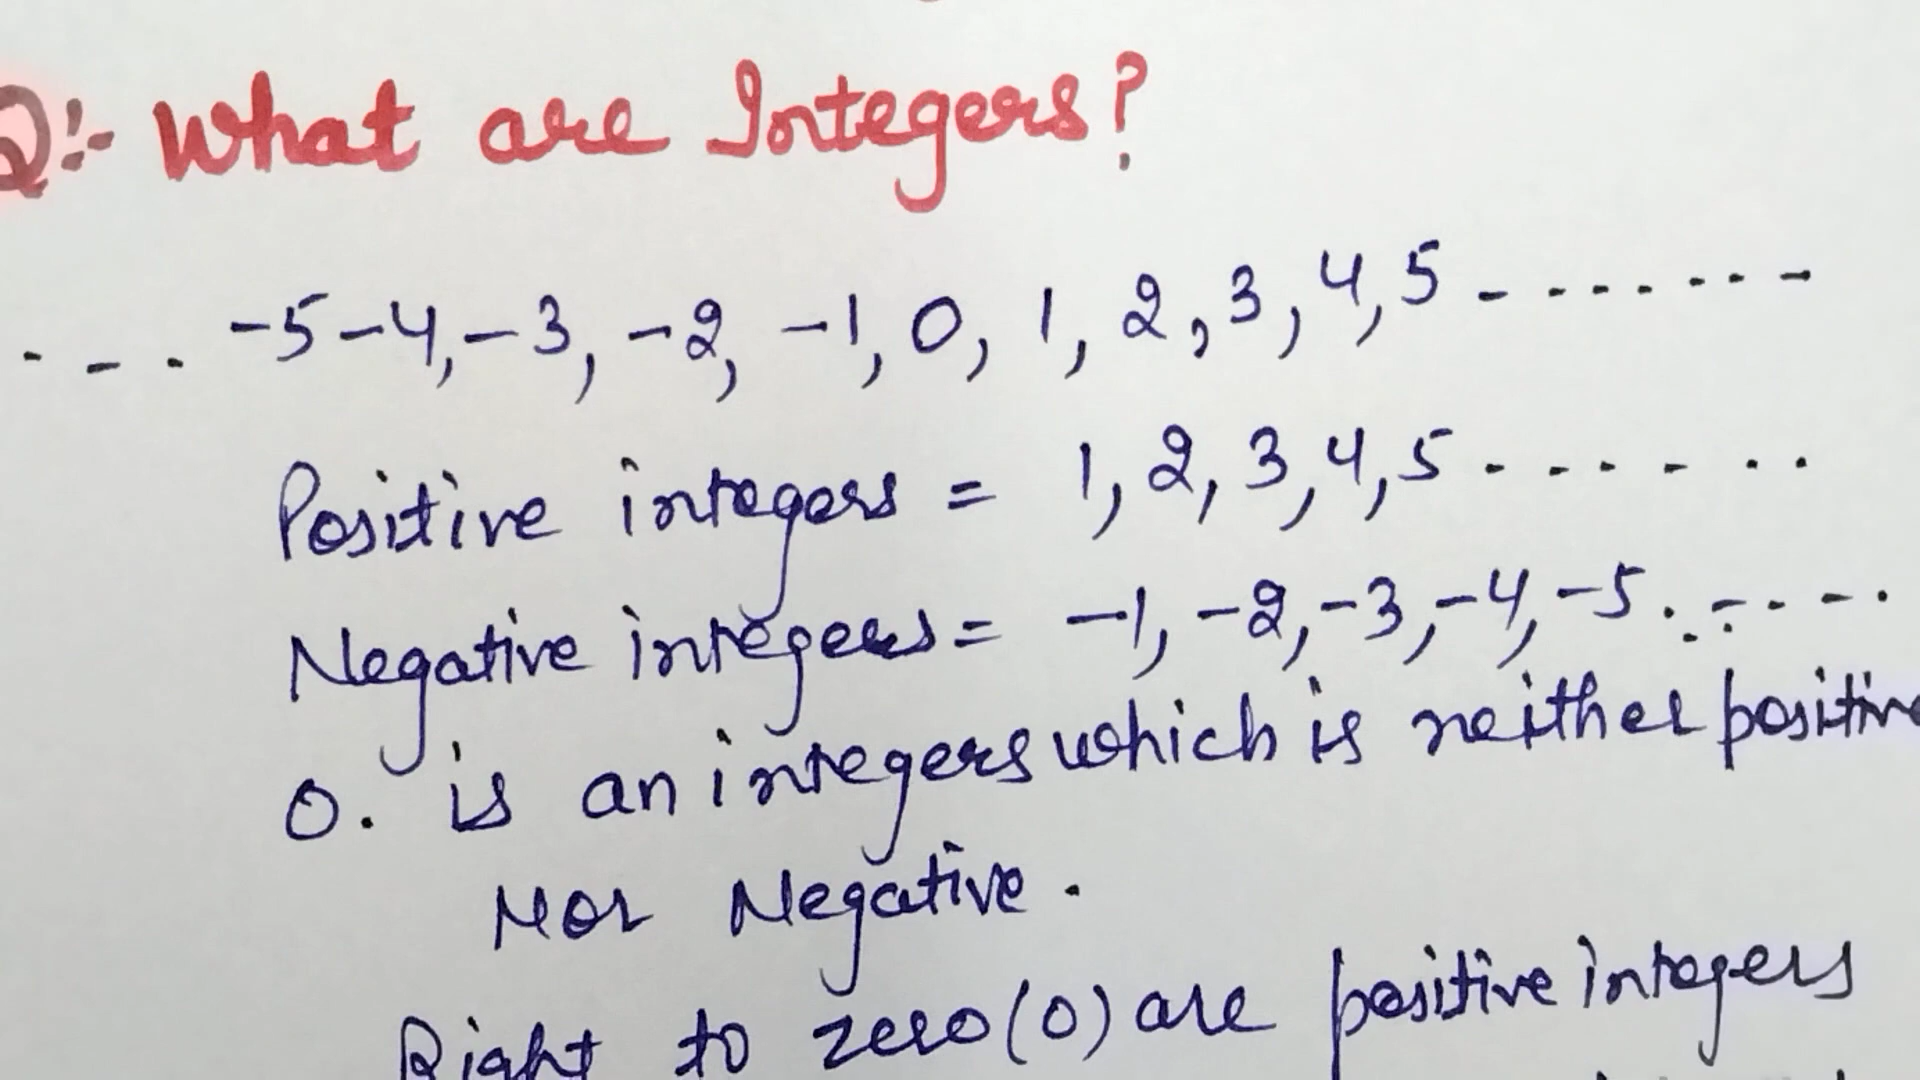 Q:- What are Integers?
- - . -5-4,-3, -2, -1, 0, 1, 2, 3, 4, 5 - - - - - - -
Positive integers = 1, 2, 3, 4, 5 - - - - - - -
Negative integers = -1, -2, -3, -4, -5 . - - - - - .
0. is an integers which is neither positive
Nor Negative.
Right to zero (0) are positive integers